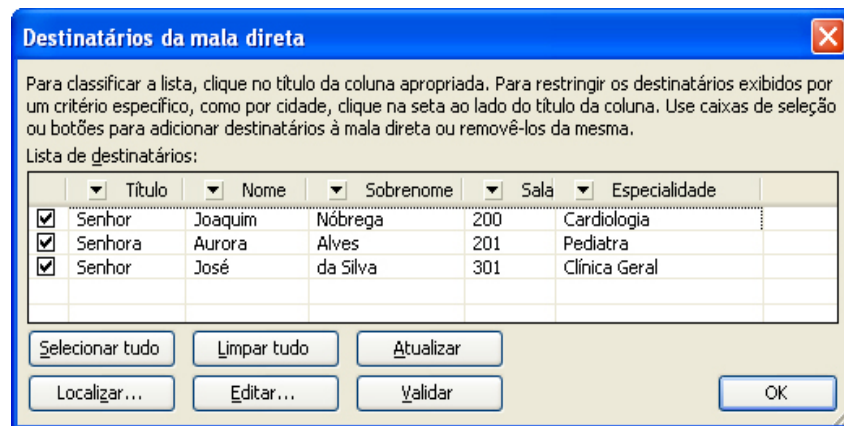 Destinatários da mala direta
Para classificar a lista, clique no título da coluna apropriada. Para restringir os destinatários exibidos por
um critério específico, como por cidade, clique na seta ao lado do título da coluna. Use caixas de seleção
ou botões para adicionar destinatários à mala direta ou removê-los da mesma.
Lista de destinatários:
Título Nome Sobrenome Sala Especialidade
Senhor Joaquim Nóbrega 200 Cardiologia
Senhora Aurora Alves 201 Pediatra
Senhor José da Silva 301 Clínica Geral
Selecionar tudo Limpar tudo Atualizar
Localizar... Editar... Validar OK